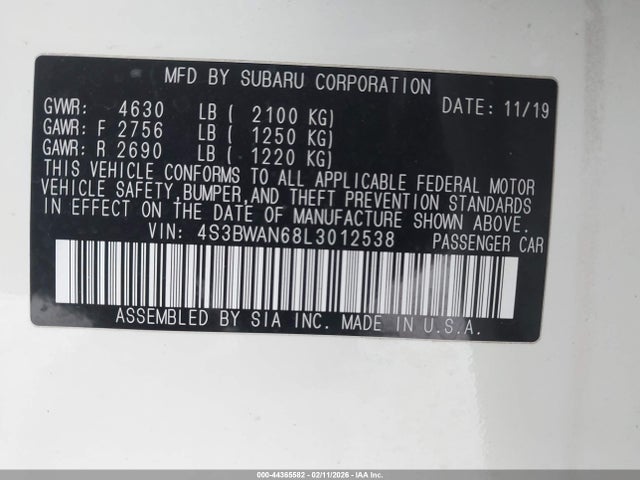 MFD BY SUBARU CORPORATION
GVWR: 4630 LB ( 2100 KG) DATE: 11/19
GAWR: F 2756 LB ( 1250 KG)
GAWR: R 2690 LB ( 1220 KG)
THIS VEHICLE CONFORMS TO ALL APPLICABLE FEDERAL MOTOR
VEHICLE SAFETY,BUMPER,AND THEFT PREVENTION STANDARDS
IN EFFECT ON THE DATE OF MANUFACTURE SHOWN ABOVE.
VIN: 4S3BWAN68L3012538 PASSENGER CAR
ASSEMBLED BY SIA INC. MADE IN U.S.A.
000-44365582 - 02/11/2026 - IAAI.COM